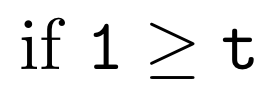 if 1 ≥ t